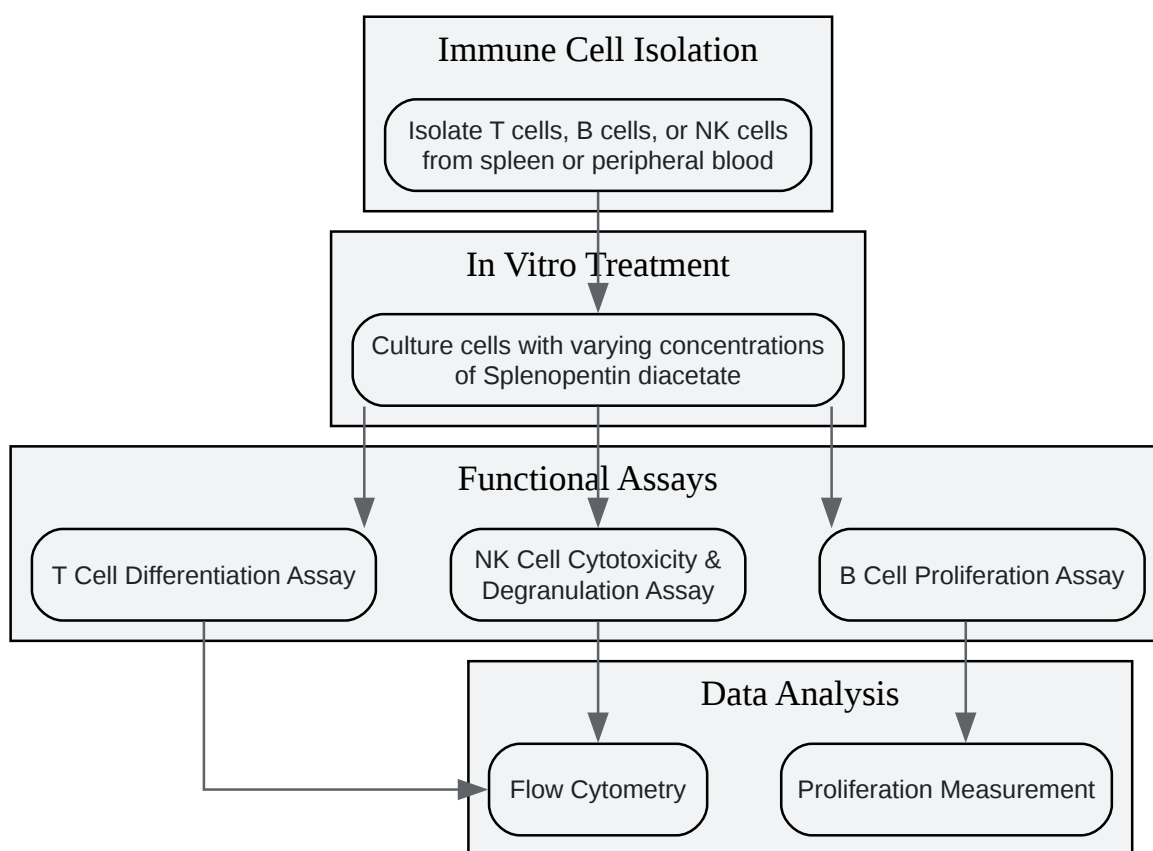 Immune Cell Isolation
Isolate T cells, B cells, or NK cells
from spleen or peripheral blood
In Vitro Treatment
Culture cells with varying concentrations
of Splenopentin diacetate
Functional Assays
T Cell Differentiation Assay
NK Cell Cytotoxicity &
Degranulation Assay
B Cell Proliferation Assay
Data Analysis
Flow Cytometry
Proliferation Measurement